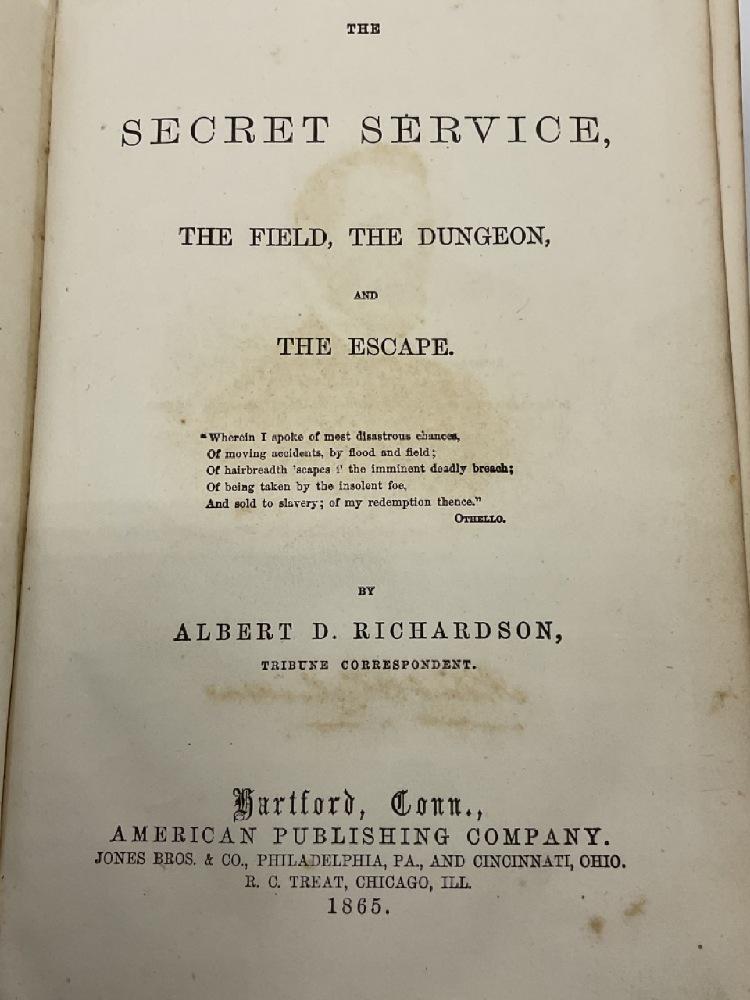 THE
SECRET SERVICE,
THE FIELD, THE DUNGEON,
AND
THE ESCAPE.
"Wherein I spoke of most disastrous chances,
Of moving accidents, by flood and field;
Of hairbreadth 'scapes i' the imminent deadly breach;
Of being taken by the insolent foe,
And sold to slavery; of my redemption thence."
OTHELLO.
BY
ALBERT D. RICHARDSON,
TRIBUNE CORRESPONDENT.
Hartford, Conn.,
AMERICAN PUBLISHING COMPANY.
JONES BROS. & CO., PHILADELPHIA, PA., AND CINCINNATI, OHIO.
R. C. TREAT, CHICAGO, ILL.
1865.